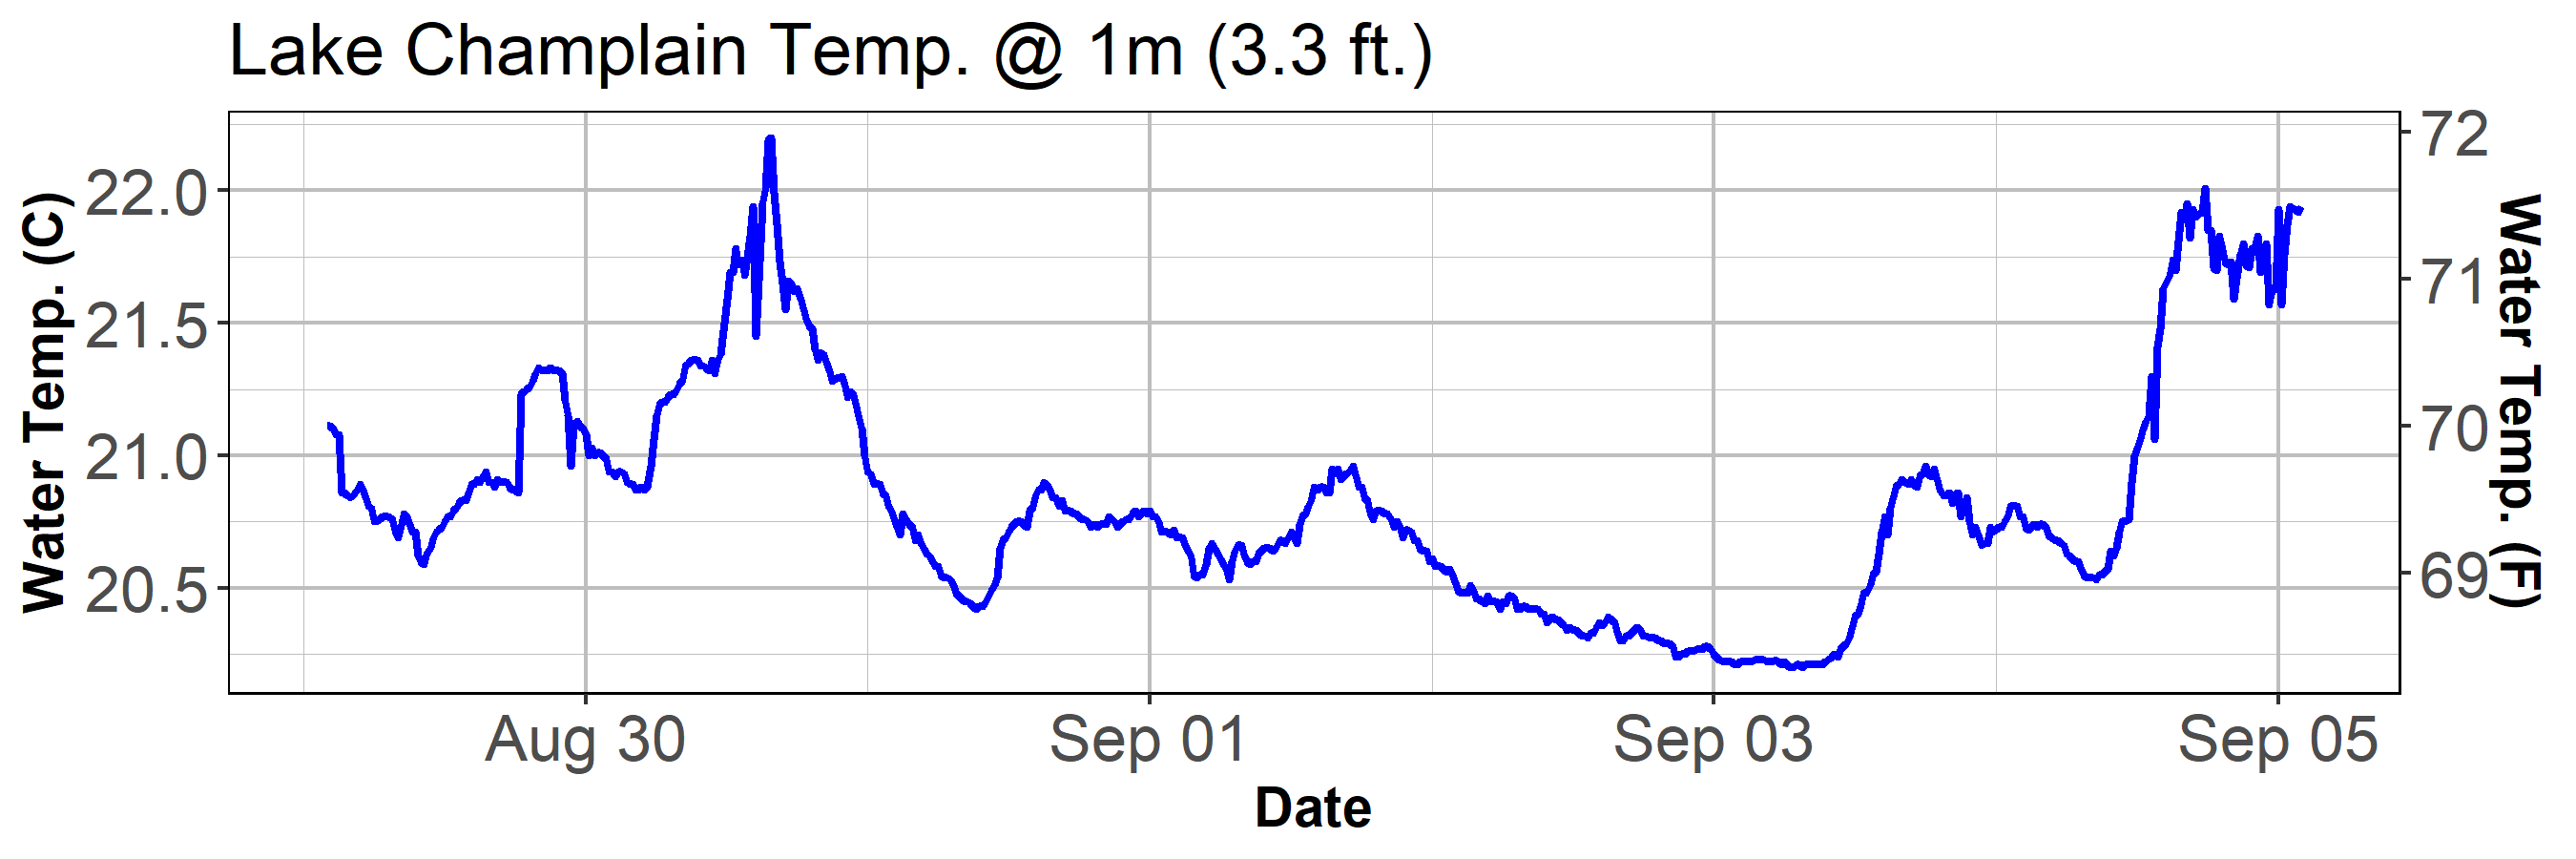 Lake Champlain Temp. @ 1m (3.3 ft.)
Water Temp. (C)
22.0
21.5
21.0
20.5
72
71
70
69
Water Temp. (F)
Aug 30
Sep 01
Sep 03
Sep 05
Date